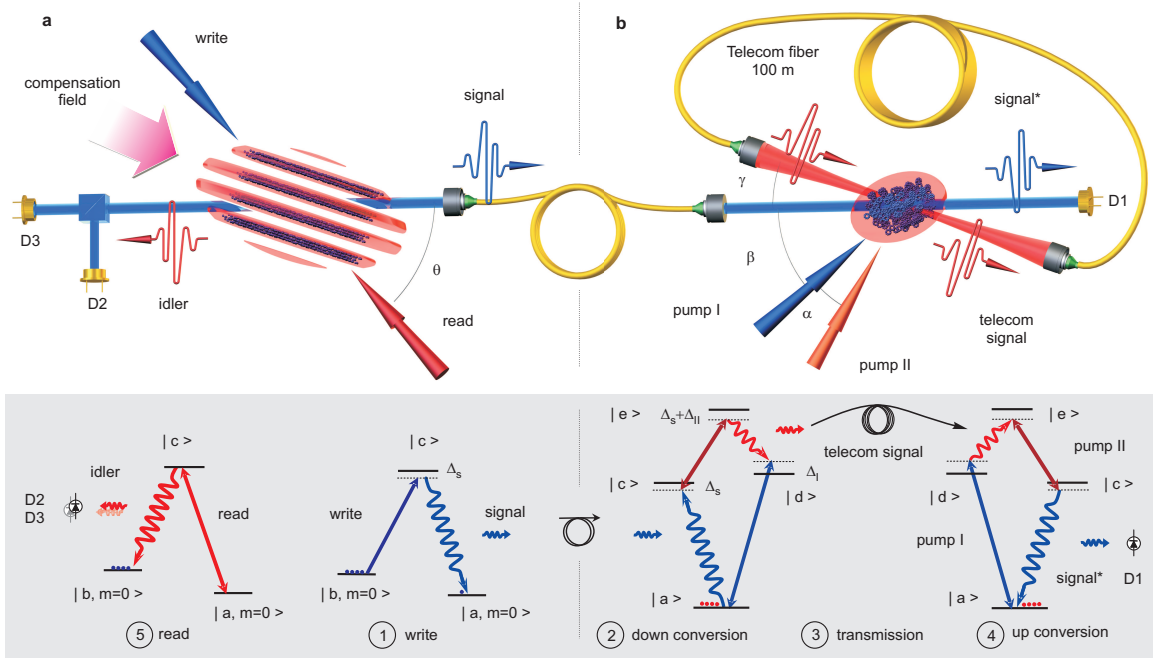 a
write
compensation
field
signal
D3
D2
idler
θ
read
b
Telecom fiber
100 m
signal*
γ
D1
β
pump I
α
pump II
telecom
signal
| c >
idler
D2
D3
read
| b, m=0 >
| a, m=0 >
5 read
| c >
Δs
write
signal
| b, m=0 >
| a, m=0 >
1 write
| e >
Δs+ΔII
| c >
Δs
ΔI
| d >
| a >
2 down conversion
telecom signal
3 transmission
| e >
pump II
| c >
| d >
pump I
signal*
D1
| a >
4 up conversion